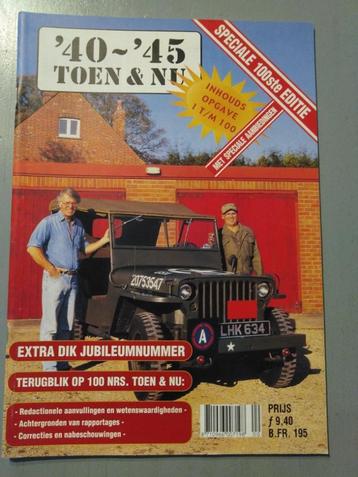 '40~'45
TOEN & NU
SPECIALE 100ste EDITIE
MET SPECIALE AANBIEDINGEN
INHOUDS
OPGAVE
1 T/M 100
20753547
A
LHK 634
EXTRA DIK JUBILEUMNUMMER
TERUGBLIK OP 100 NRS. TOEN & NU:
- Redactionele aanvullingen en wetenswaardigheden -
- Achtergronden van rapportages -
- Correcties en nabeschouwingen -
PRIJS
ƒ 9,40
B.FR. 195